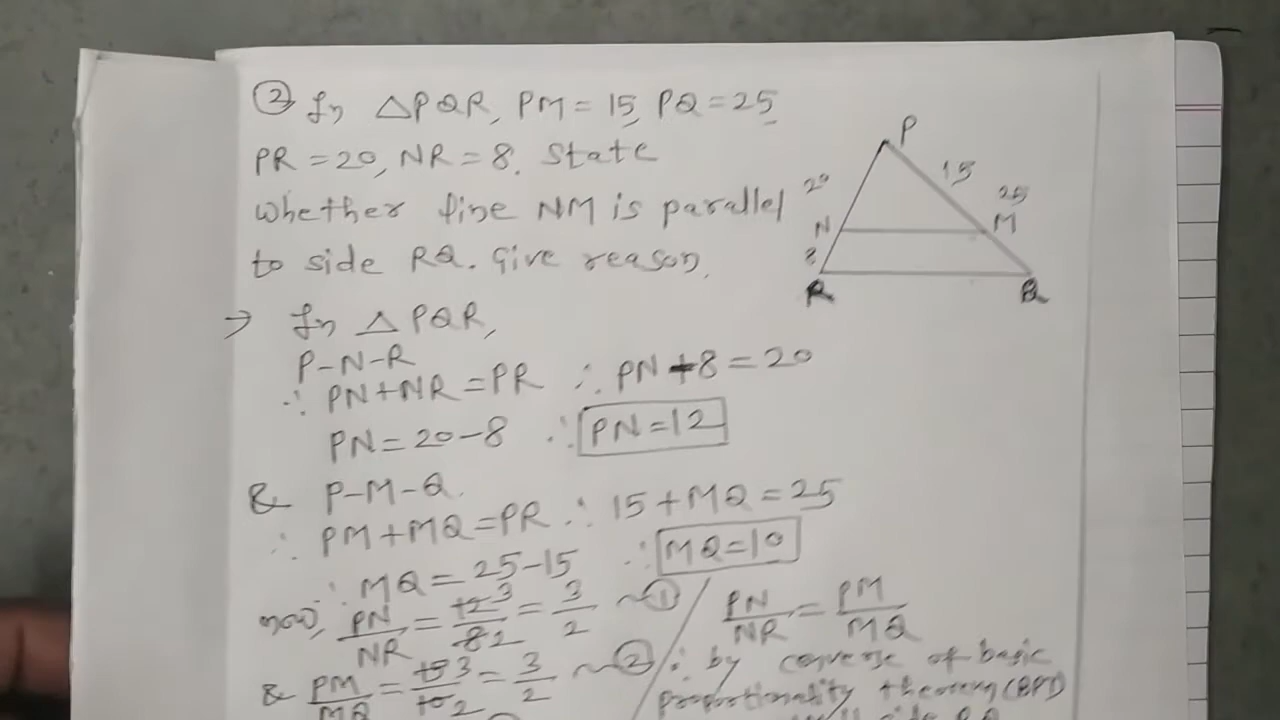 ② In △PQR, PM = 15, PQ = 25
PR = 20, NR = 8. State
whether line NM is parallel
to side RQ. Give reason.
P
15
25
20
N
M
8
R
Q
→ In △ PQR,
P-N-R
∴ PN+NR = PR ∴ PN+8 = 20
PN = 20-8 ∴ PN=12
& P-M-Q.
∴ PM+MQ = PR ∴ 15+MQ = 25
∴ MQ = 25-15 ∴ MQ=10
now, PN/NR = 12 3/8 2 = 3/2 ~①
& PM/MQ = 15 3/10 2 = 3/2 ~②
PN/NR = PM/MQ
∴ by converse of basic
proportionality theorem (BPT)
side RQ